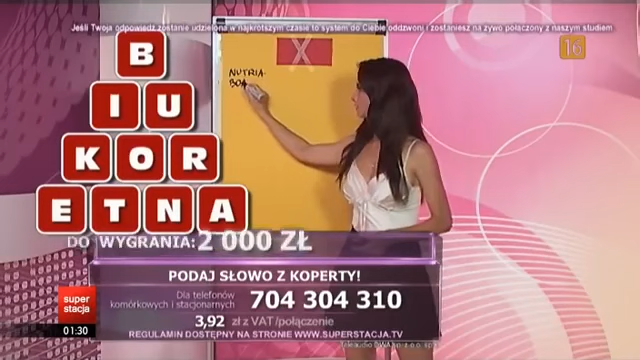 Jeśli Twoja odpowiedź zostanie udzielona w najkrótszym czasie to system do Ciebie oddzwoni i zostaniesz na żywo połączony z naszym studiem
16
X
NUTRIA
BOA
B
I U
K O R
E T N A
DO WYGRANIA: 2 000 ZŁ
PODAJ SŁOWO Z KOPERTY!
Dla telefonów
komórkowych i stacjonarnych 704 304 310
3,92 zł z VAT/połączenie
REGULAMIN DOSTĘPNY NA STRONIE WWW.SUPERSTACJA.TV
super
stacja
01:30